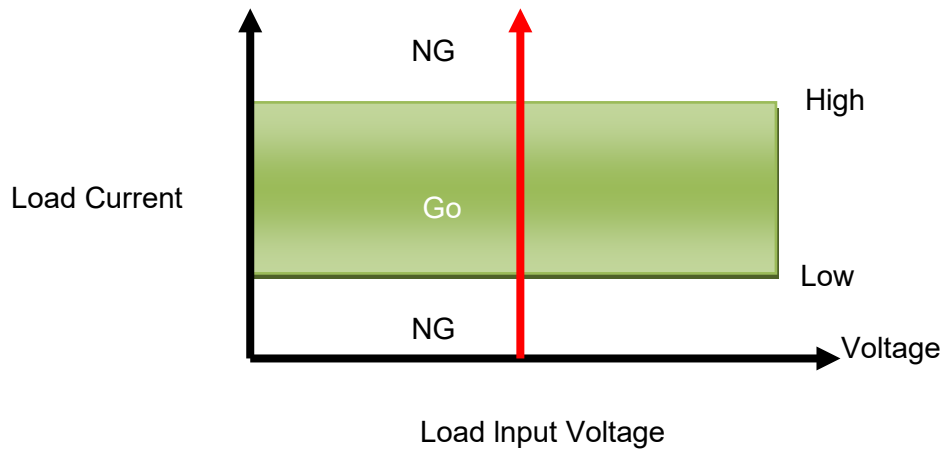 NG
High
Load Current
Go
Low
NG
Voltage
Load Input Voltage